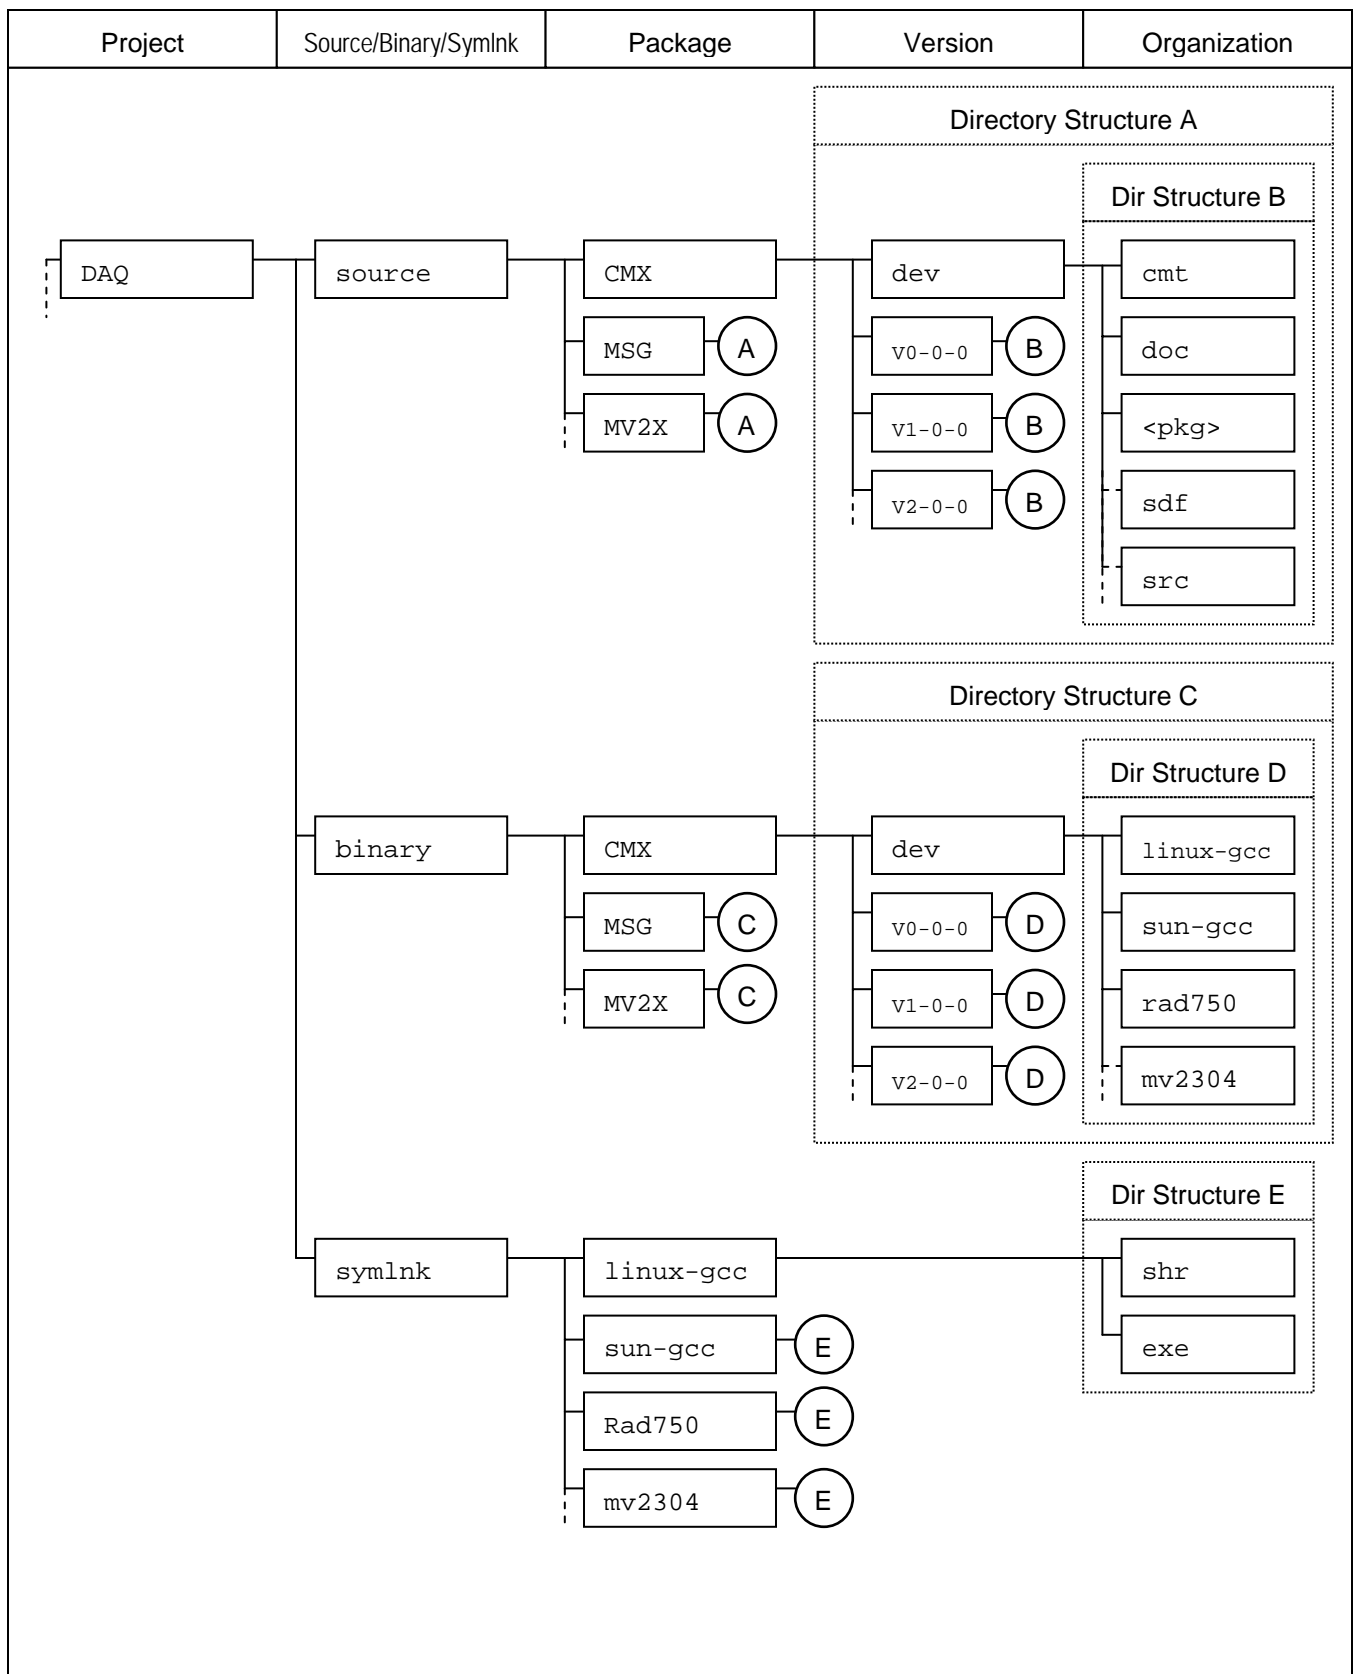 Project Source/Binary/Symlnk Package Version Organization
Directory Structure A
Dir Structure B
DAQ source CMX dev cmt
MSG A V0-0-0 B doc
MV2X A V1-0-0 B <pkg>
V2-0-0 B sdf
src
Directory Structure C
Dir Structure D
binary CMX dev linux-gcc
MSG C V0-0-0 D sun-gcc
MV2X C V1-0-0 D rad750
V2-0-0 D mv2304
Dir Structure E
symlnk linux-gcc shr
sun-gcc E exe
Rad750 E
mv2304 E